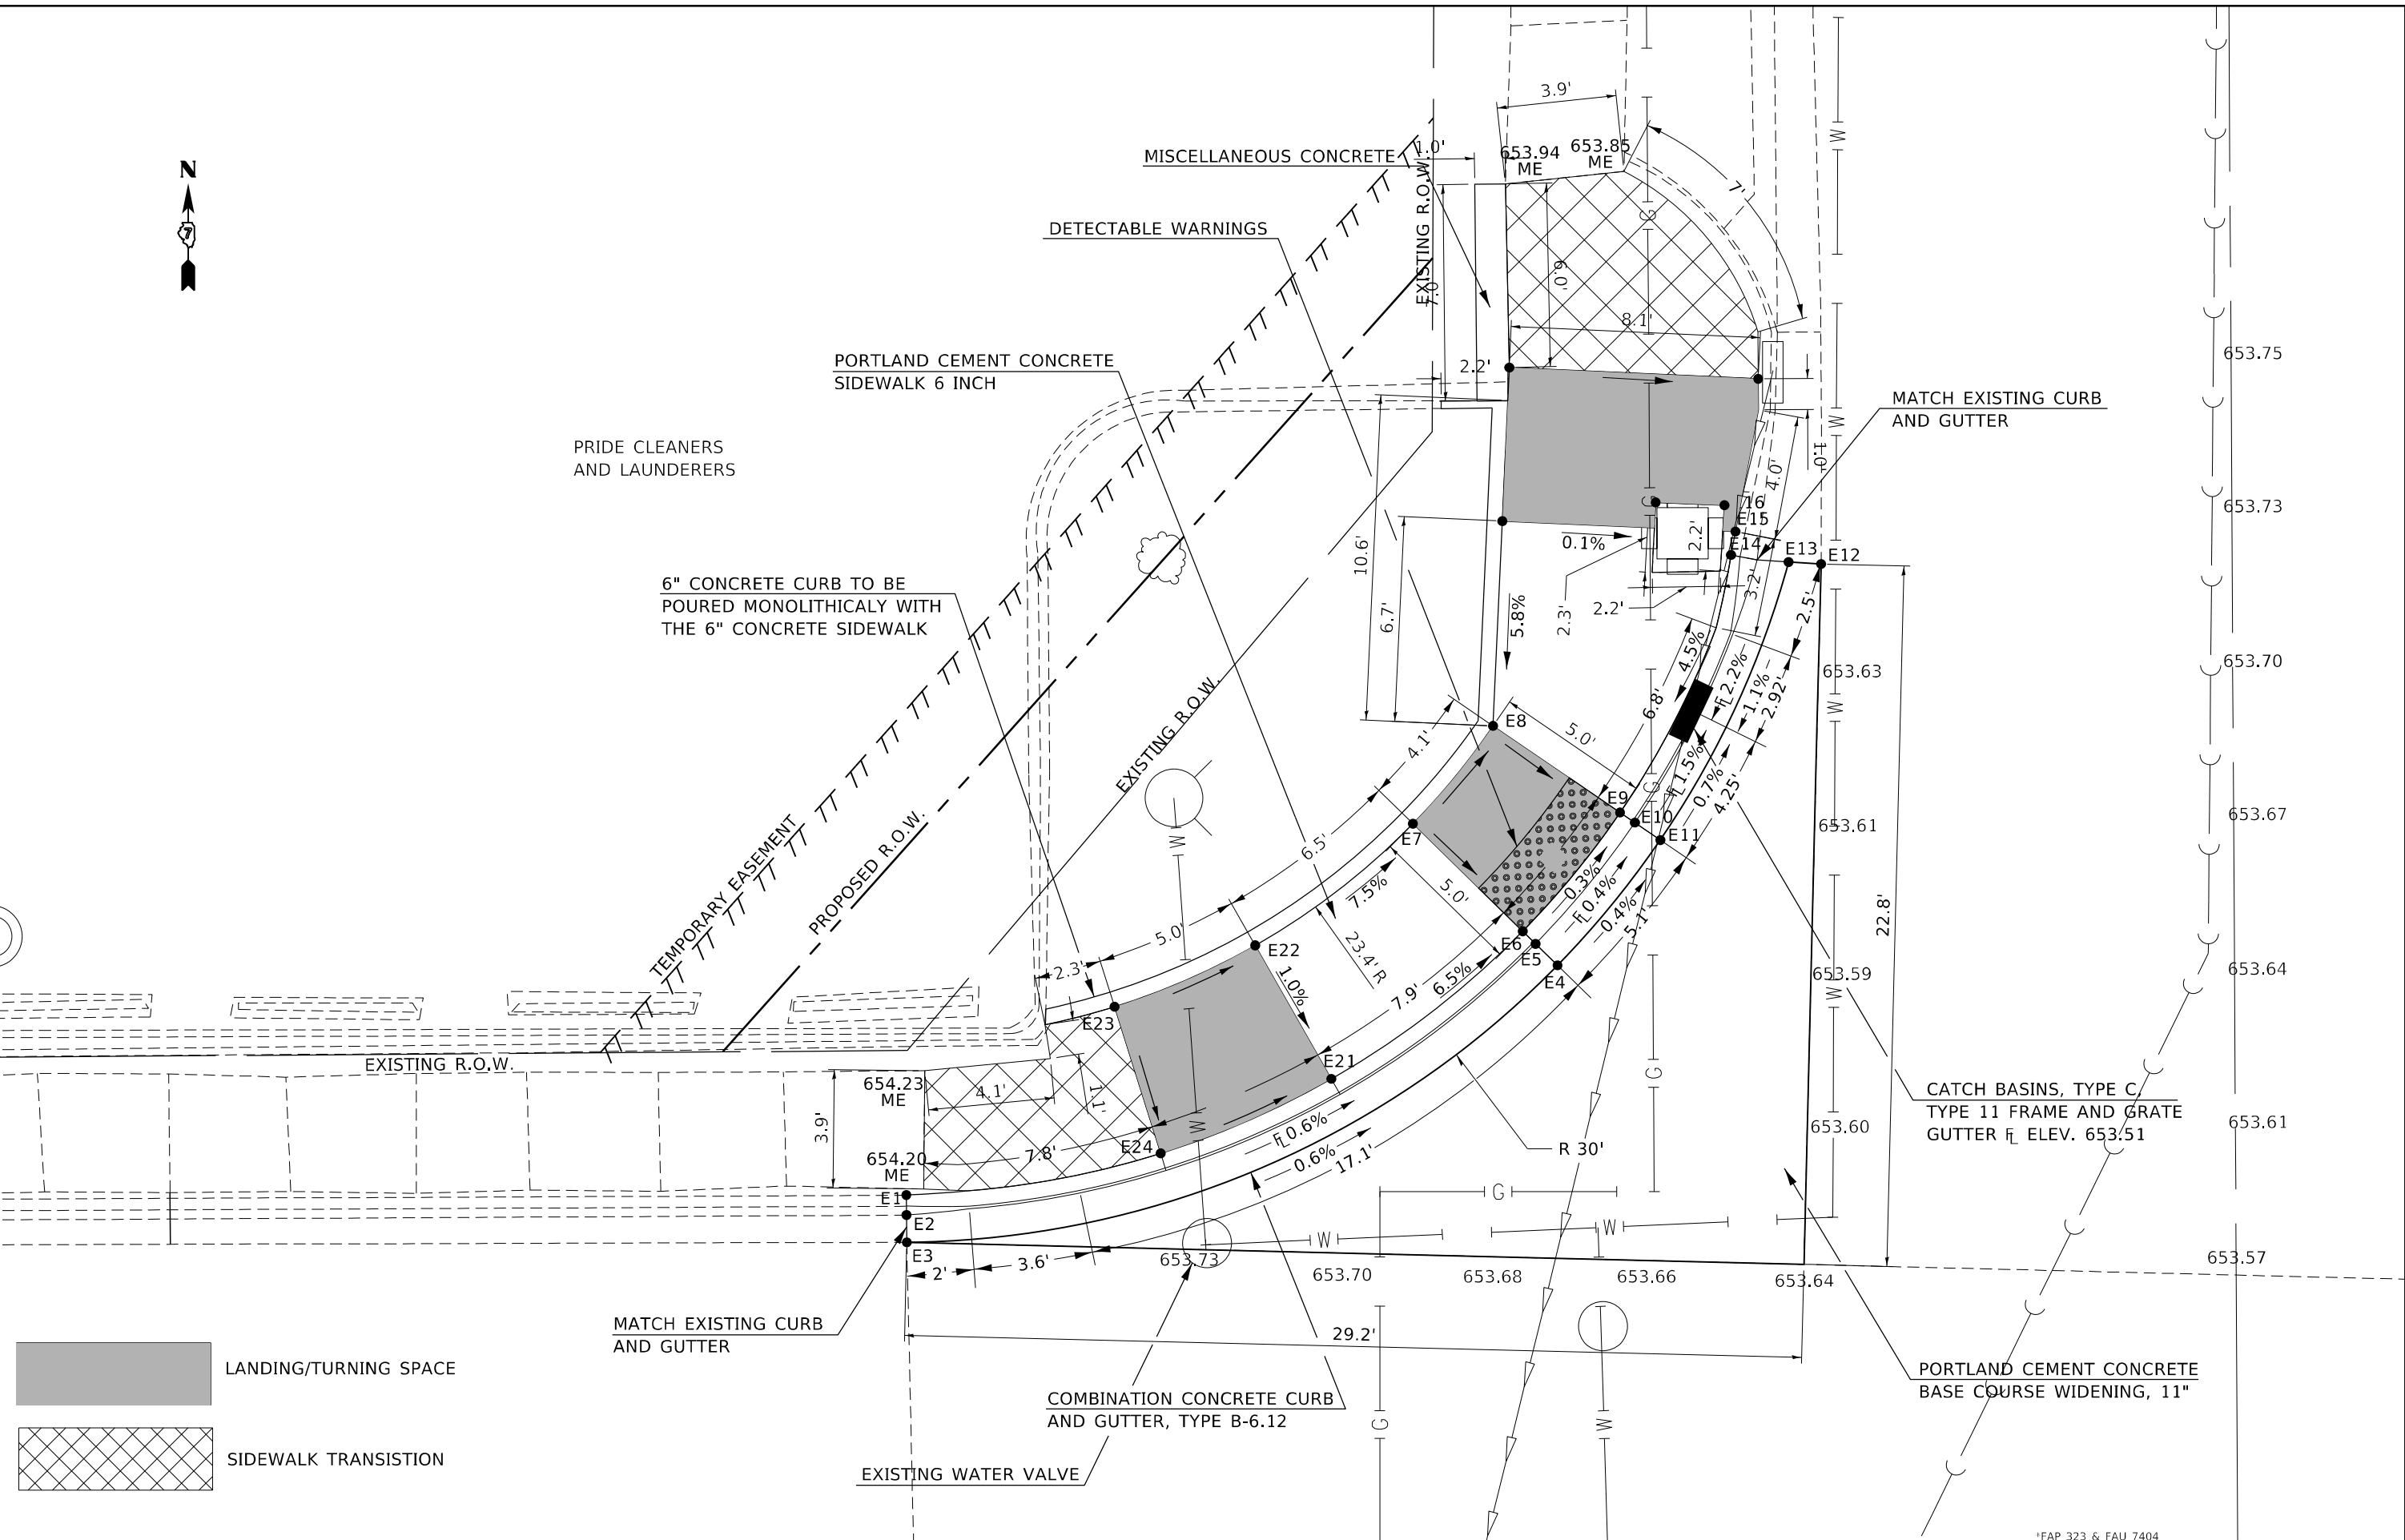 N
7
3.9'
MISCELLANEOUS CONCRETE
1.0'
653.94
ME
653.85
ME
7'
W
G
DETECTABLE WARNINGS
EXISTING R.O.W.
7.0'
6.0'
8.1'
PORTLAND CEMENT CONCRETE
SIDEWALK 6 INCH
2.2'
653.75
MATCH EXISTING CURB
AND GUTTER
W
1.0'
4.0'
PRIDE CLEANERS
AND LAUNDERERS
G
16
E15
653.73
2.2'
0.1%
E14
E13
E12
10.6'
6" CONCRETE CURB TO BE
POURED MONOLITHICALY WITH
THE 6" CONCRETE SIDEWALK
6.7'
5.8%
2.3'
2.2'
3.2'
2.5'
4.5%
653.70
653.63
2.2%
1.1%
2.92'
6.8'
W
EXISTING R.O.W.
E8
5.0'
4.1'
G
1.5%
0.7%
4.25'
E9
E10
E11
653.67
653.61
TEMPORARY EASEMENT
PROPOSED R.O.W.
W
6.5'
E7
7.5%
5.0'
0.3%
0.4%
0.4%
5.1'
22.8'
5.0'
E22
23.4' R
E6
E5
E4
2.3'
1.0%
7.9'
6.5%
653.59
W
653.64
E23
EXISTING R.O.W.
E21
654.23
ME
4.1'
1.1'
G
CATCH BASINS, TYPE C,
TYPE 11 FRAME AND GRATE
GUTTER ℄ ELEV. 653.51
3.9'
W
0.6%
653.60
653.61
E24
7.8'
0.6%
17.1'
R 30'
654.20
ME
E1
E2
E3
G
W
W
2'
3.6'
653.73
653.70
653.68
653.66
653.64
653.57
MATCH EXISTING CURB
AND GUTTER
29.2'
LANDING/TURNING SPACE
PORTLAND CEMENT CONCRETE
BASE COURSE WIDENING, 11"
COMBINATION CONCRETE CURB
AND GUTTER, TYPE B-6.12
G
W
SIDEWALK TRANSISTION
EXISTING WATER VALVE
*FAP 323 & FAU 7404